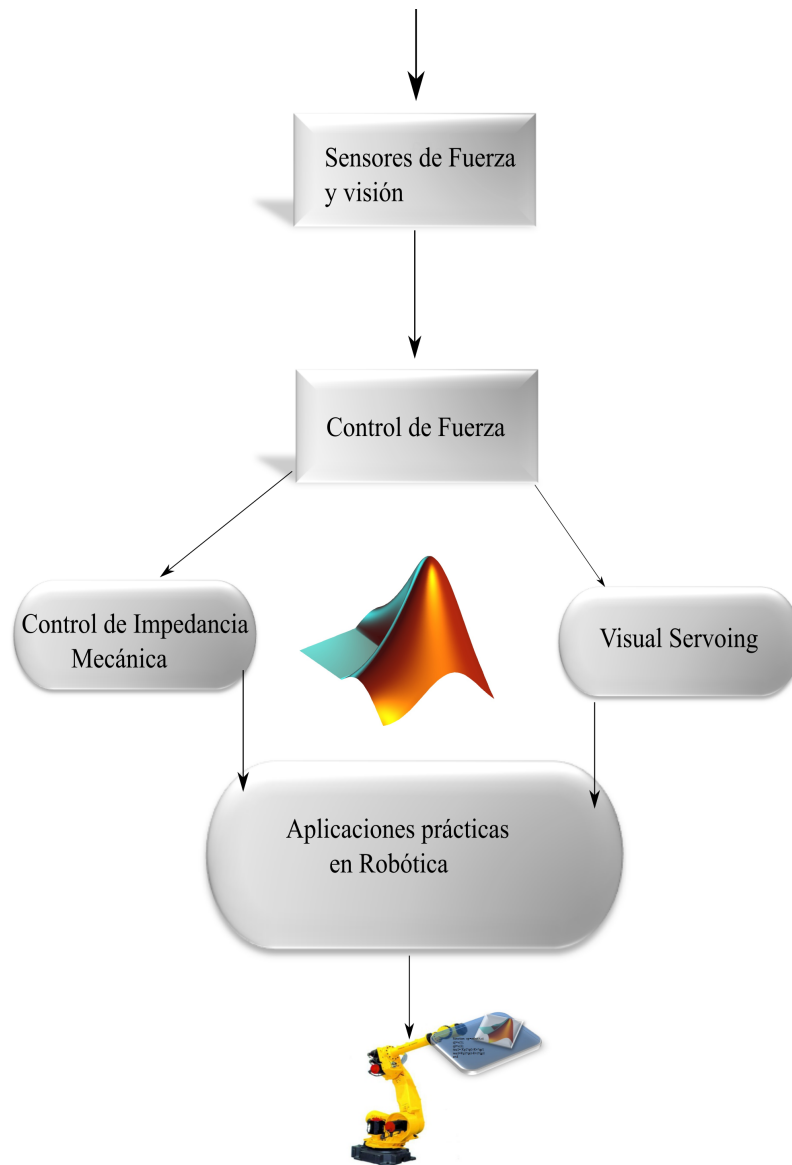 Sensores de Fuerza
y visión
Control de Fuerza
Control de Impedancia
Mecánica
Visual Servoing
Aplicaciones prácticas
en Robótica